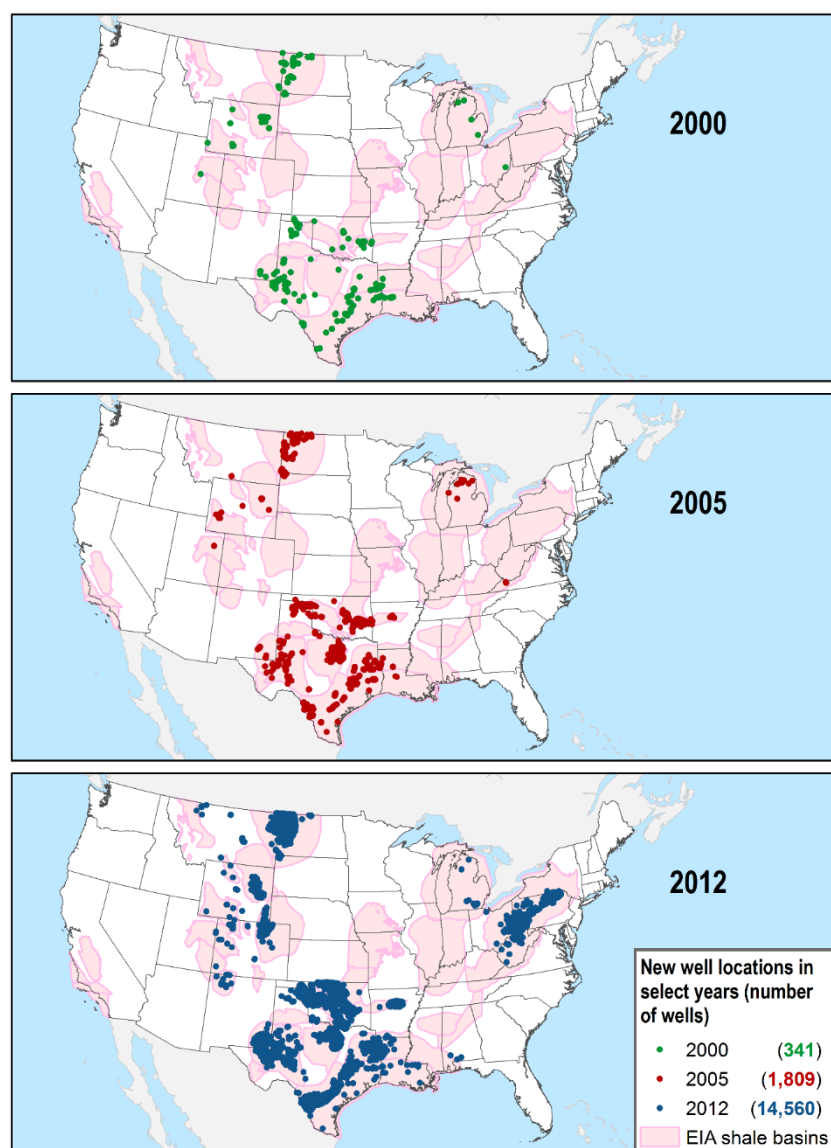 2000
2005
2012
New well locations in
select years (number
of wells)
2000 (341)
2005 (1,809)
2012 (14,560)
EIA shale basins